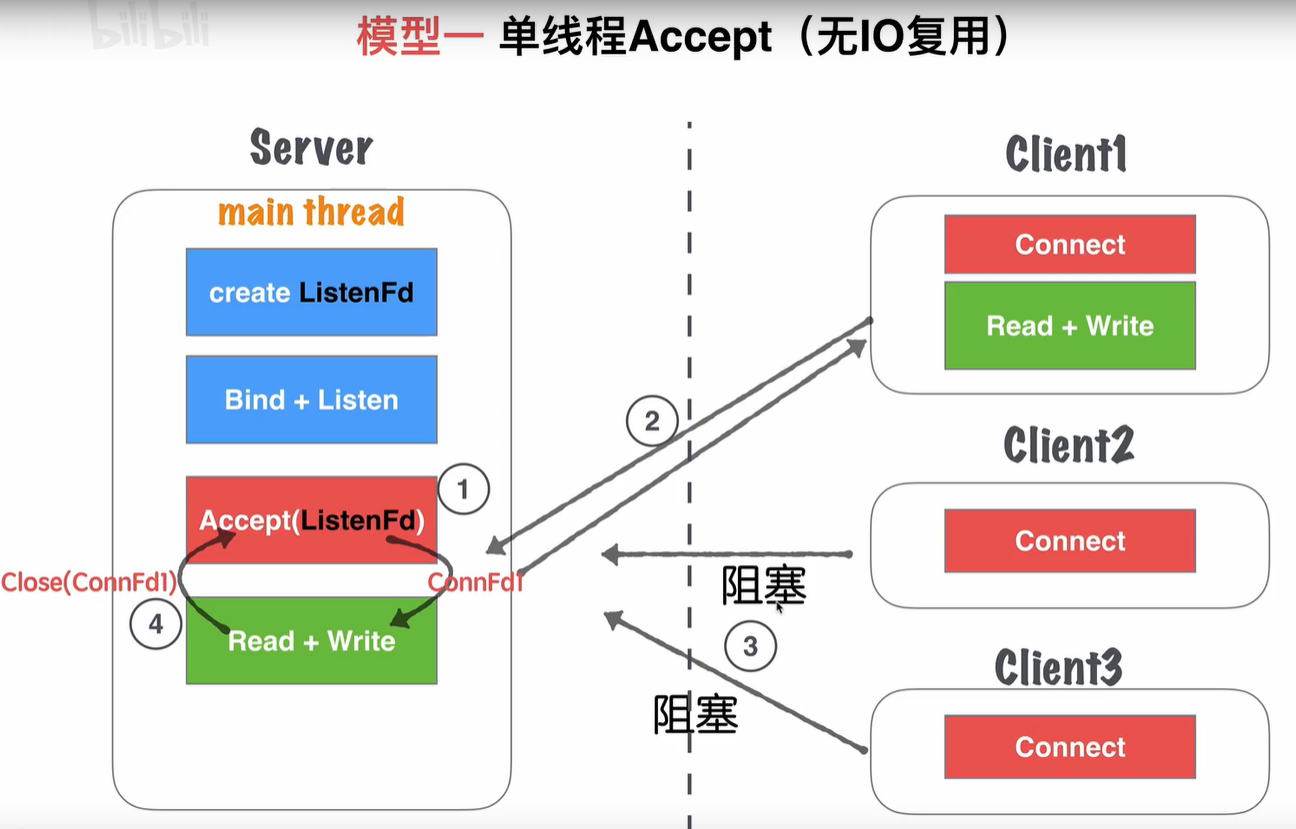 bilibili
模型一 单线程Accept（无IO复用）
Server
main thread
create ListenFd
Bind + Listen
1
Accept(ListenFd)
Close(ConnFd1)
ConnFd1
4
Read + Write
2
阻塞
3
阻塞
Client1
Connect
Read + Write
Client2
Connect
Client3
Connect